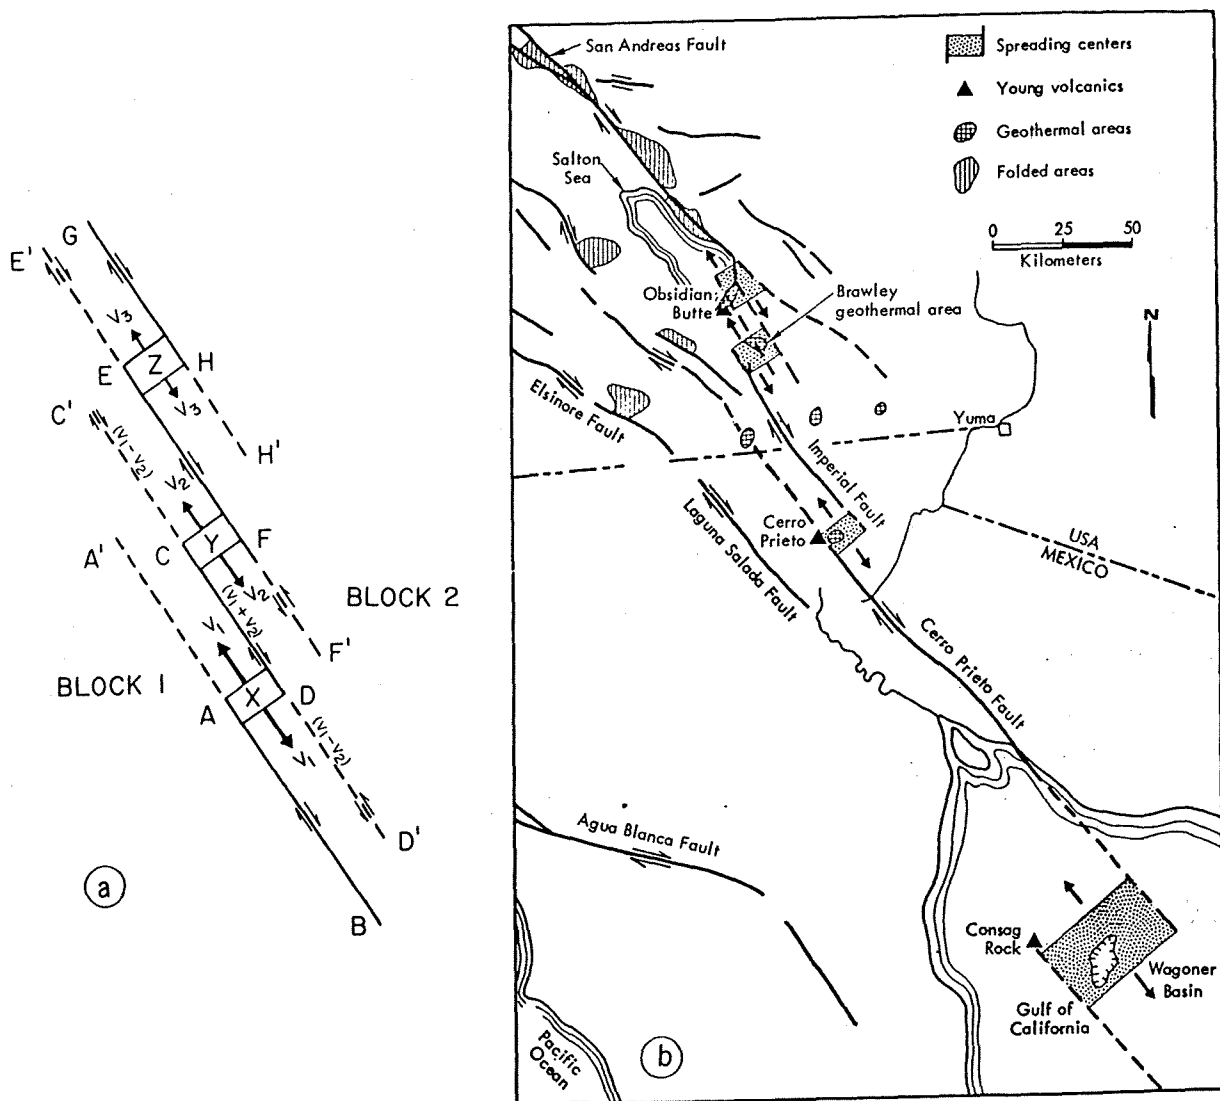 G
E'
V3
Z
H
E
V3
C'
(V1-V2)
H'
V2
A'
C
Y
F
V2
(V1+V2)
BLOCK 2
F'
V1
BLOCK 1
X
D
A
V1
(V1-V2)
D'
B
a
San Andreas Fault
Spreading centers
Young volcanics
Geothermal areas
Folded areas
0 25 50
Kilometers
N
Salton
Sea
Obsidian
Butte
Brawley
geothermal area
Elsinore Fault
Yuma
Imperial Fault
Laguna Salada Fault
Cerro
Prieto
USA
MEXICO
Cerro Prieto Fault
Agua Blanca Fault
Consag
Rock
Wagoner
Basin
Gulf of
California
Pacific
Ocean
b